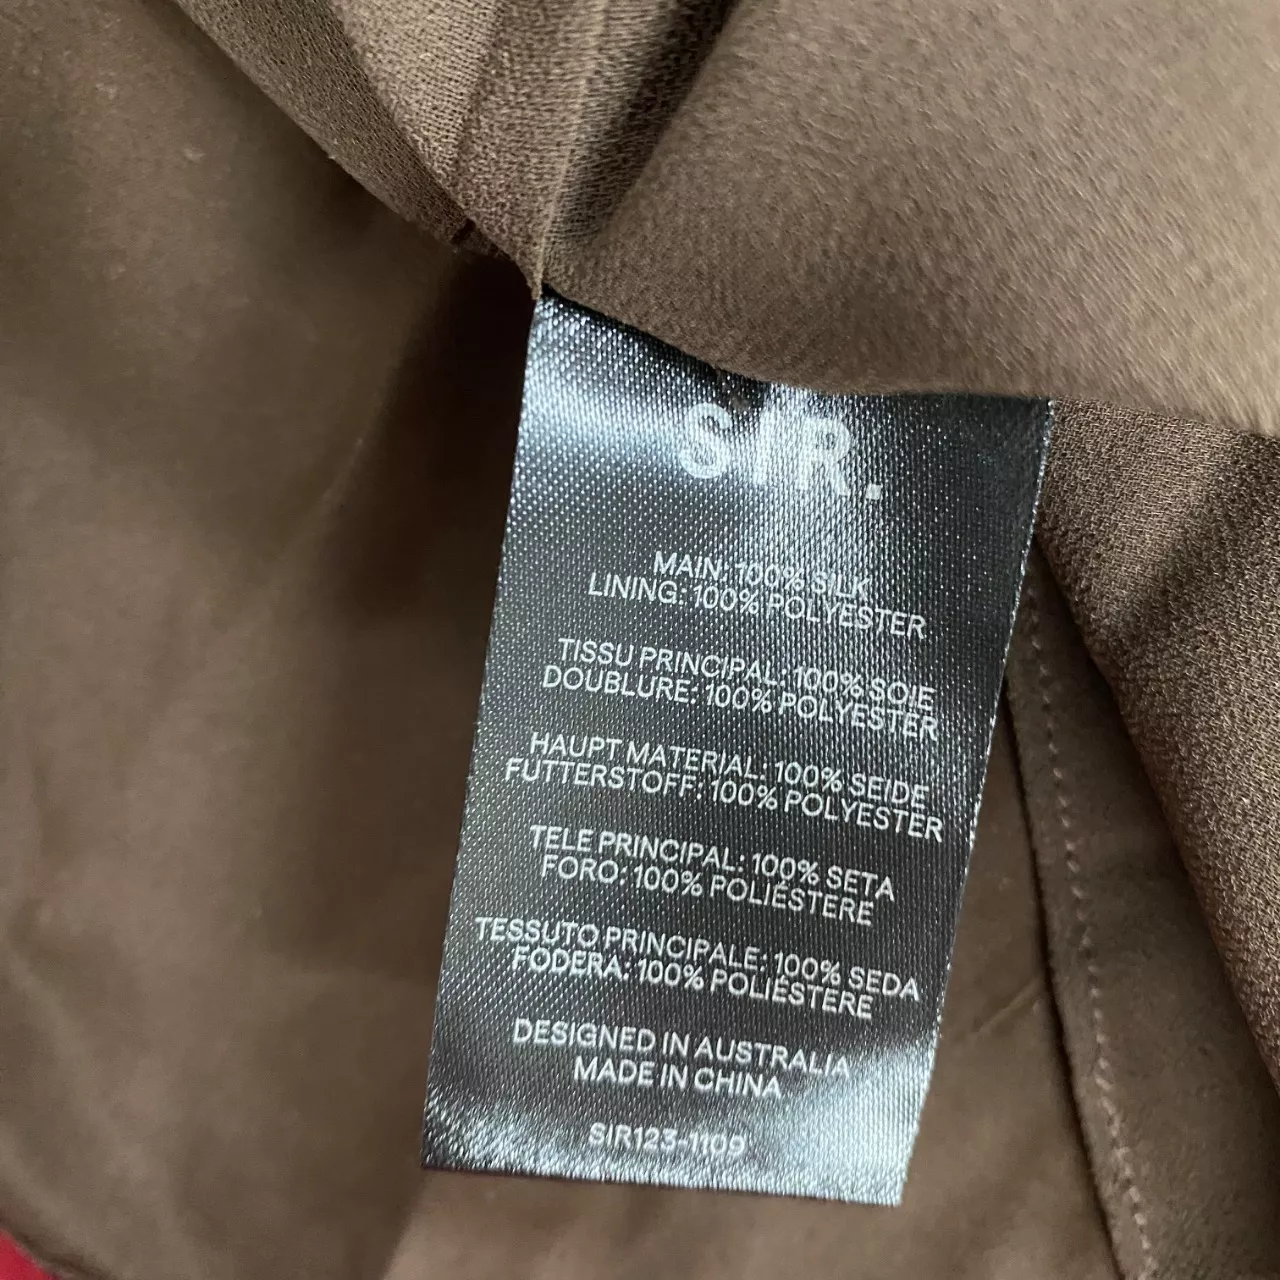 SIR.
MAIN: 100% SILK
LINING: 100% POLYESTER
TISSU PRINCIPAL: 100% SOIE
DOUBLURE: 100% POLYESTER
HAUPT MATERIAL: 100% SEIDE
FUTTERSTOFF: 100% POLYESTER
TELE PRINCIPAL: 100% SETA
FORO: 100% POLIÉSTERE
TESSUTO PRINCIPALE: 100% SEDA
FODERA: 100% POLIÉSTERE
DESIGNED IN AUSTRALIA
MADE IN CHINA
SIR123-1109